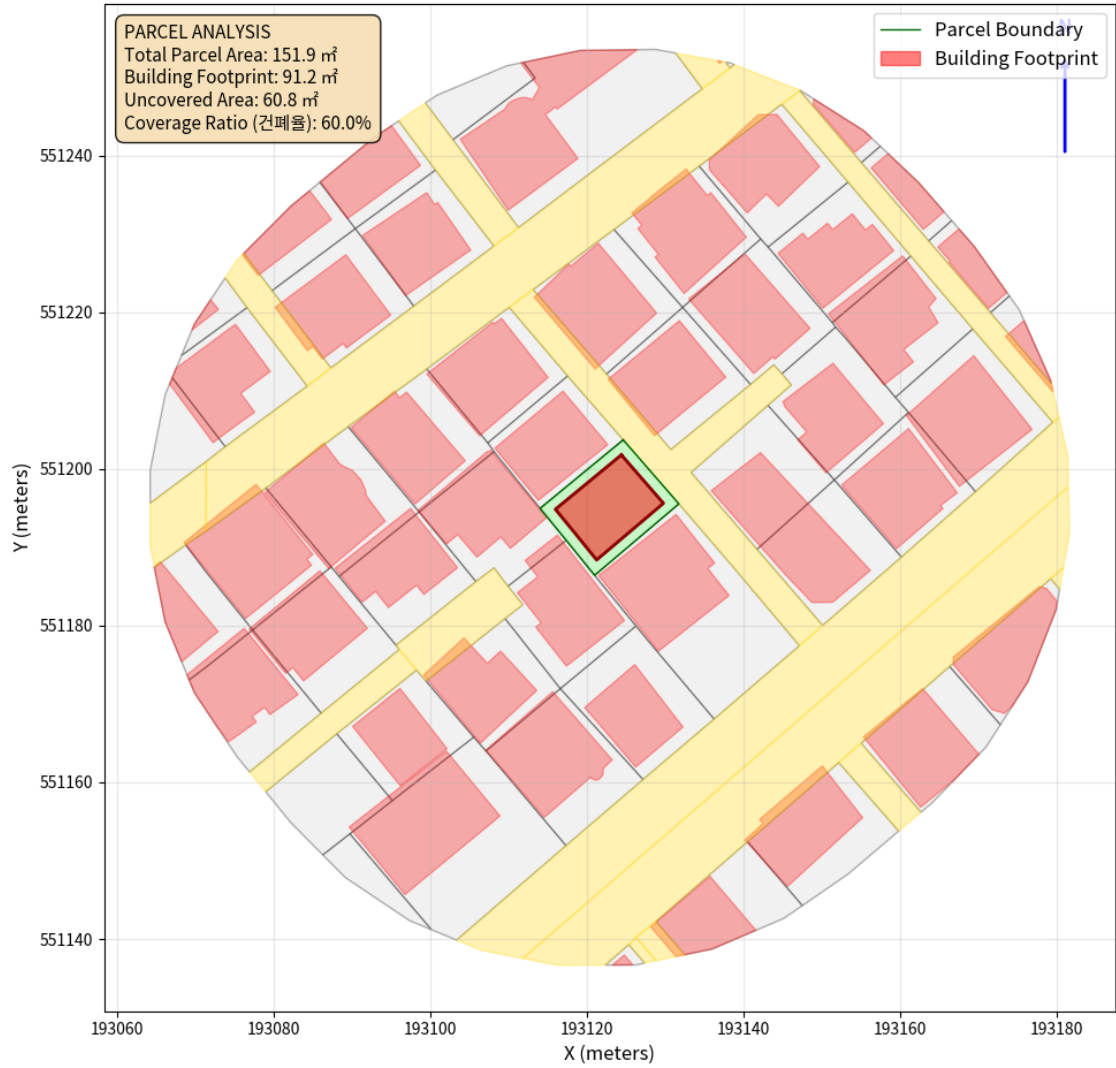 PARCEL ANALYSIS
Total Parcel Area: 151.9 ㎡
Building Footprint: 91.2 ㎡
Uncovered Area: 60.8 ㎡
Coverage Ratio (건폐율): 60.0%
N
Parcel Boundary
Building Footprint
Y (meters)
551240
551220
551200
551180
551160
551140
193060 193080 193100 193120 193140 193160 193180
X (meters)